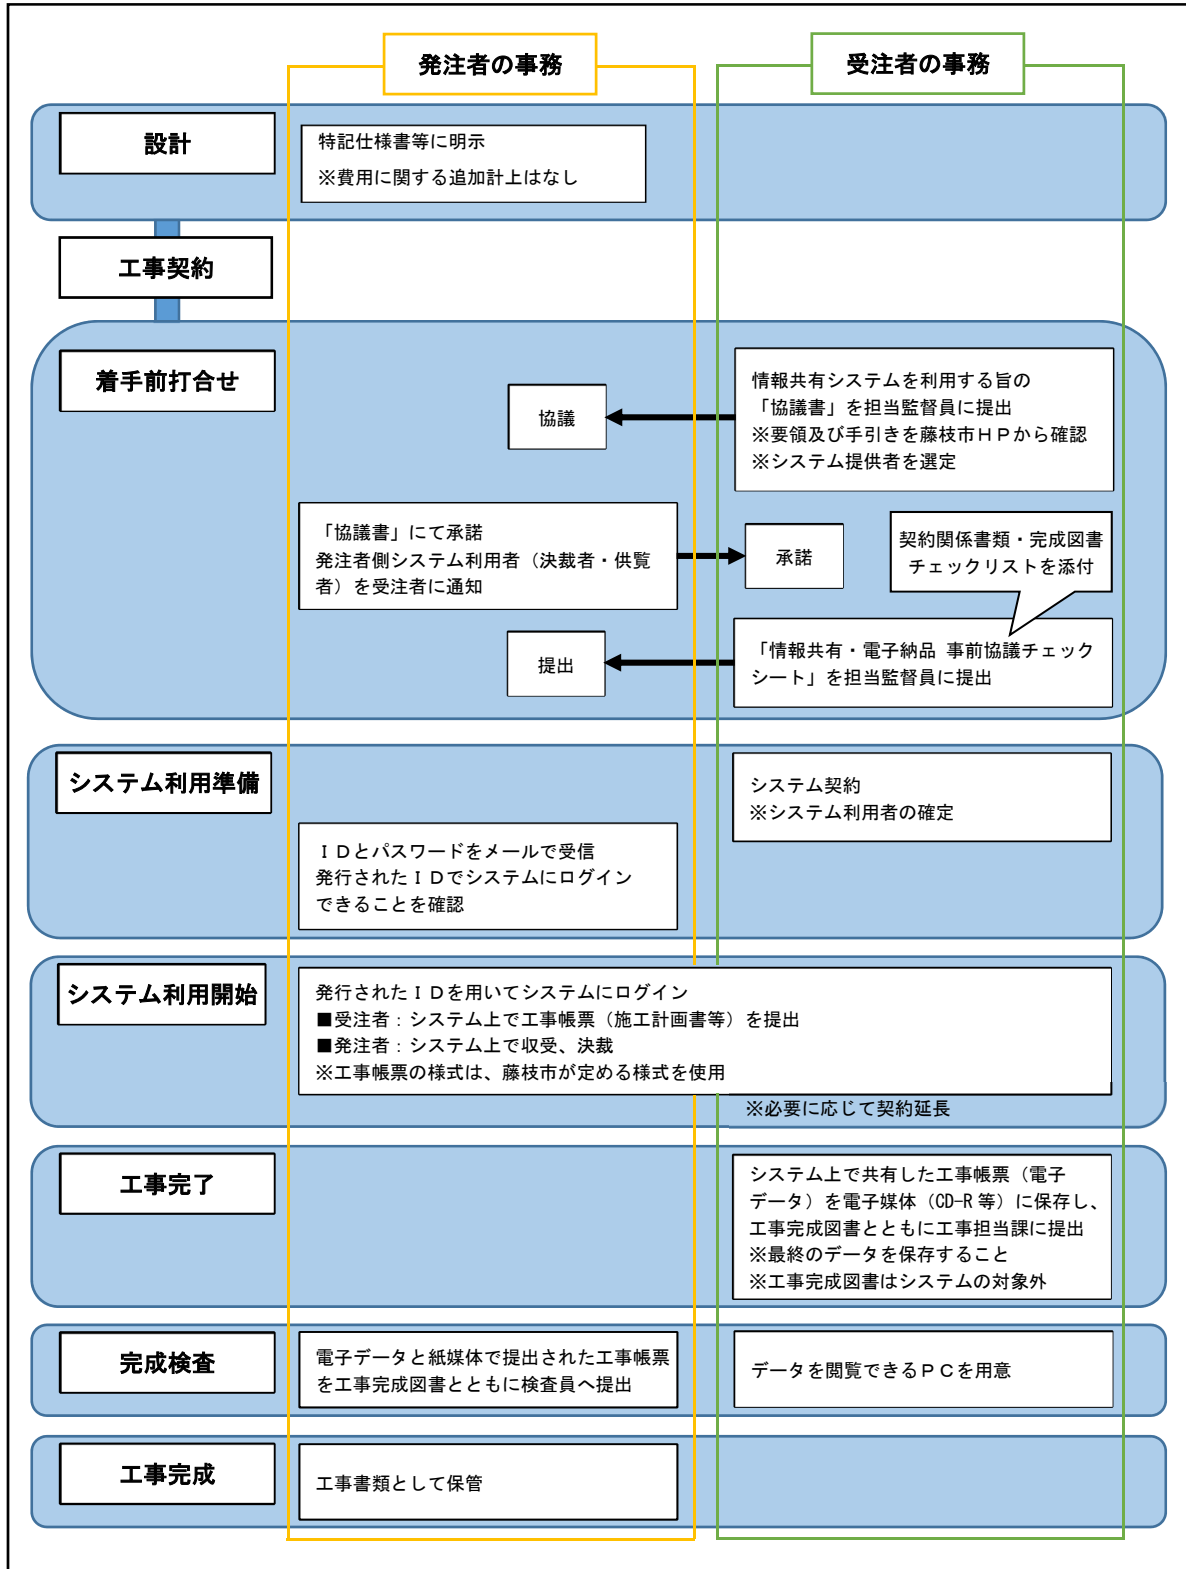 発注者の事務
受注者の事務
設計
特記仕様書等に明示
※費用に関する追加計上はなし
工事契約
着手前打合せ
情報共有システムを利用する旨の
「協議書」を担当監督員に提出
※要領及び手引きを藤枝市ＨＰから確認
※システム提供者を選定
協議
「協議書」にて承諾
発注者側システム利用者（決裁者・供覧
者）を受注者に通知
承諾
契約関係書類・完成図書
チェックリストを添付
提出
「情報共有・電子納品 事前協議チェック
シート」を担当監督員に提出
システム利用準備
システム契約
※システム利用者の確定
ＩＤとパスワードをメールで受信
発行されたＩＤでシステムにログイン
できることを確認
システム利用開始
発行されたＩＤを用いてシステムにログイン
■受注者：システム上で工事帳票（施工計画書等）を提出
■発注者：システム上で収受、決裁
※工事帳票の様式は、藤枝市が定める様式を使用
※必要に応じて契約延長
工事完了
システム上で共有した工事帳票（電子
データ）を電子媒体（CD-R 等）に保存し、
工事完成図書とともに工事担当課に提出
※最終のデータを保存すること
※工事完成図書はシステムの対象外
完成検査
電子データと紙媒体で提出された工事帳票
を工事完成図書とともに検査員へ提出
データを閲覧できるＰＣを用意
工事完成
工事書類として保管